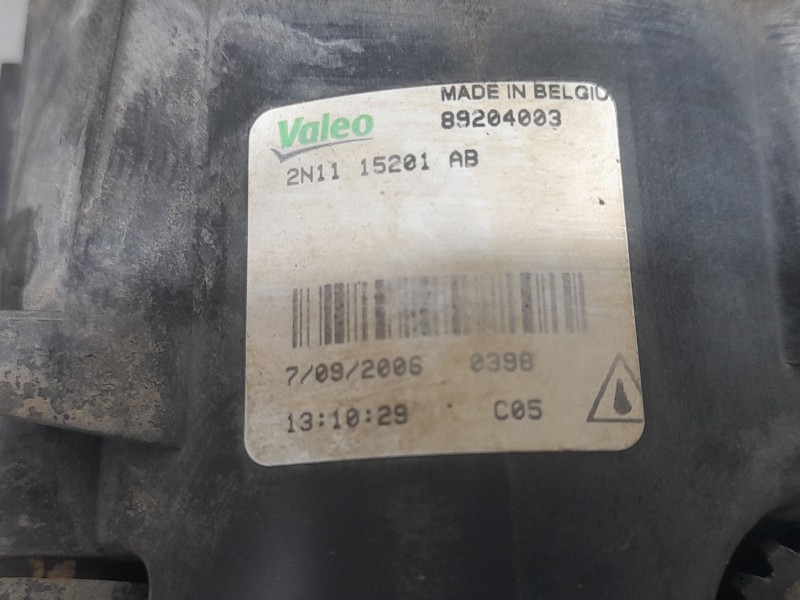 MADE IN BELGIU
Valeo 89204003
2N11 15201 AB
7/09/2006 0398
13:10:29 C05